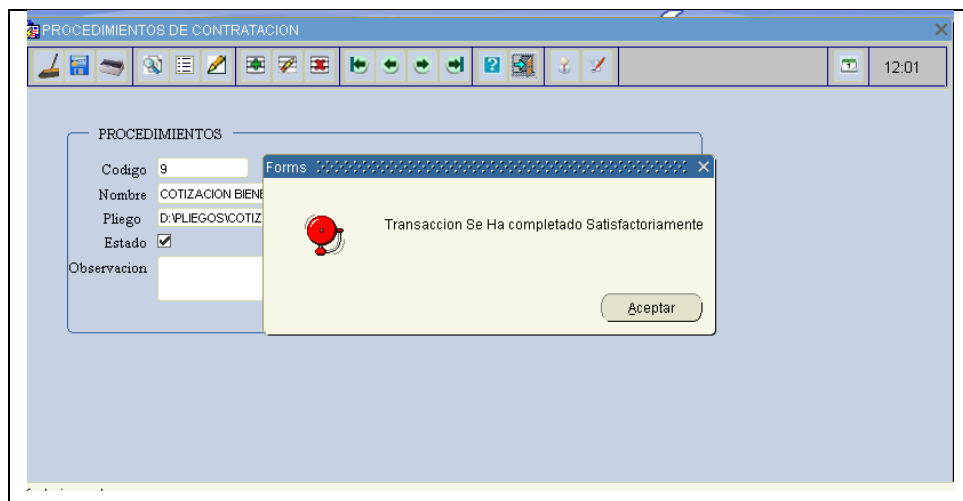 PROCEDIMIENTOS DE CONTRATACION
12:01
PROCEDIMIENTOS
Codigo 9
Nombre COTIZACION BIENE
Pliego D:\PLIEGOS\COTIZ
Estado
Observacion
Forms
Transaccion Se Ha completado Satisfactoriamente
Aceptar